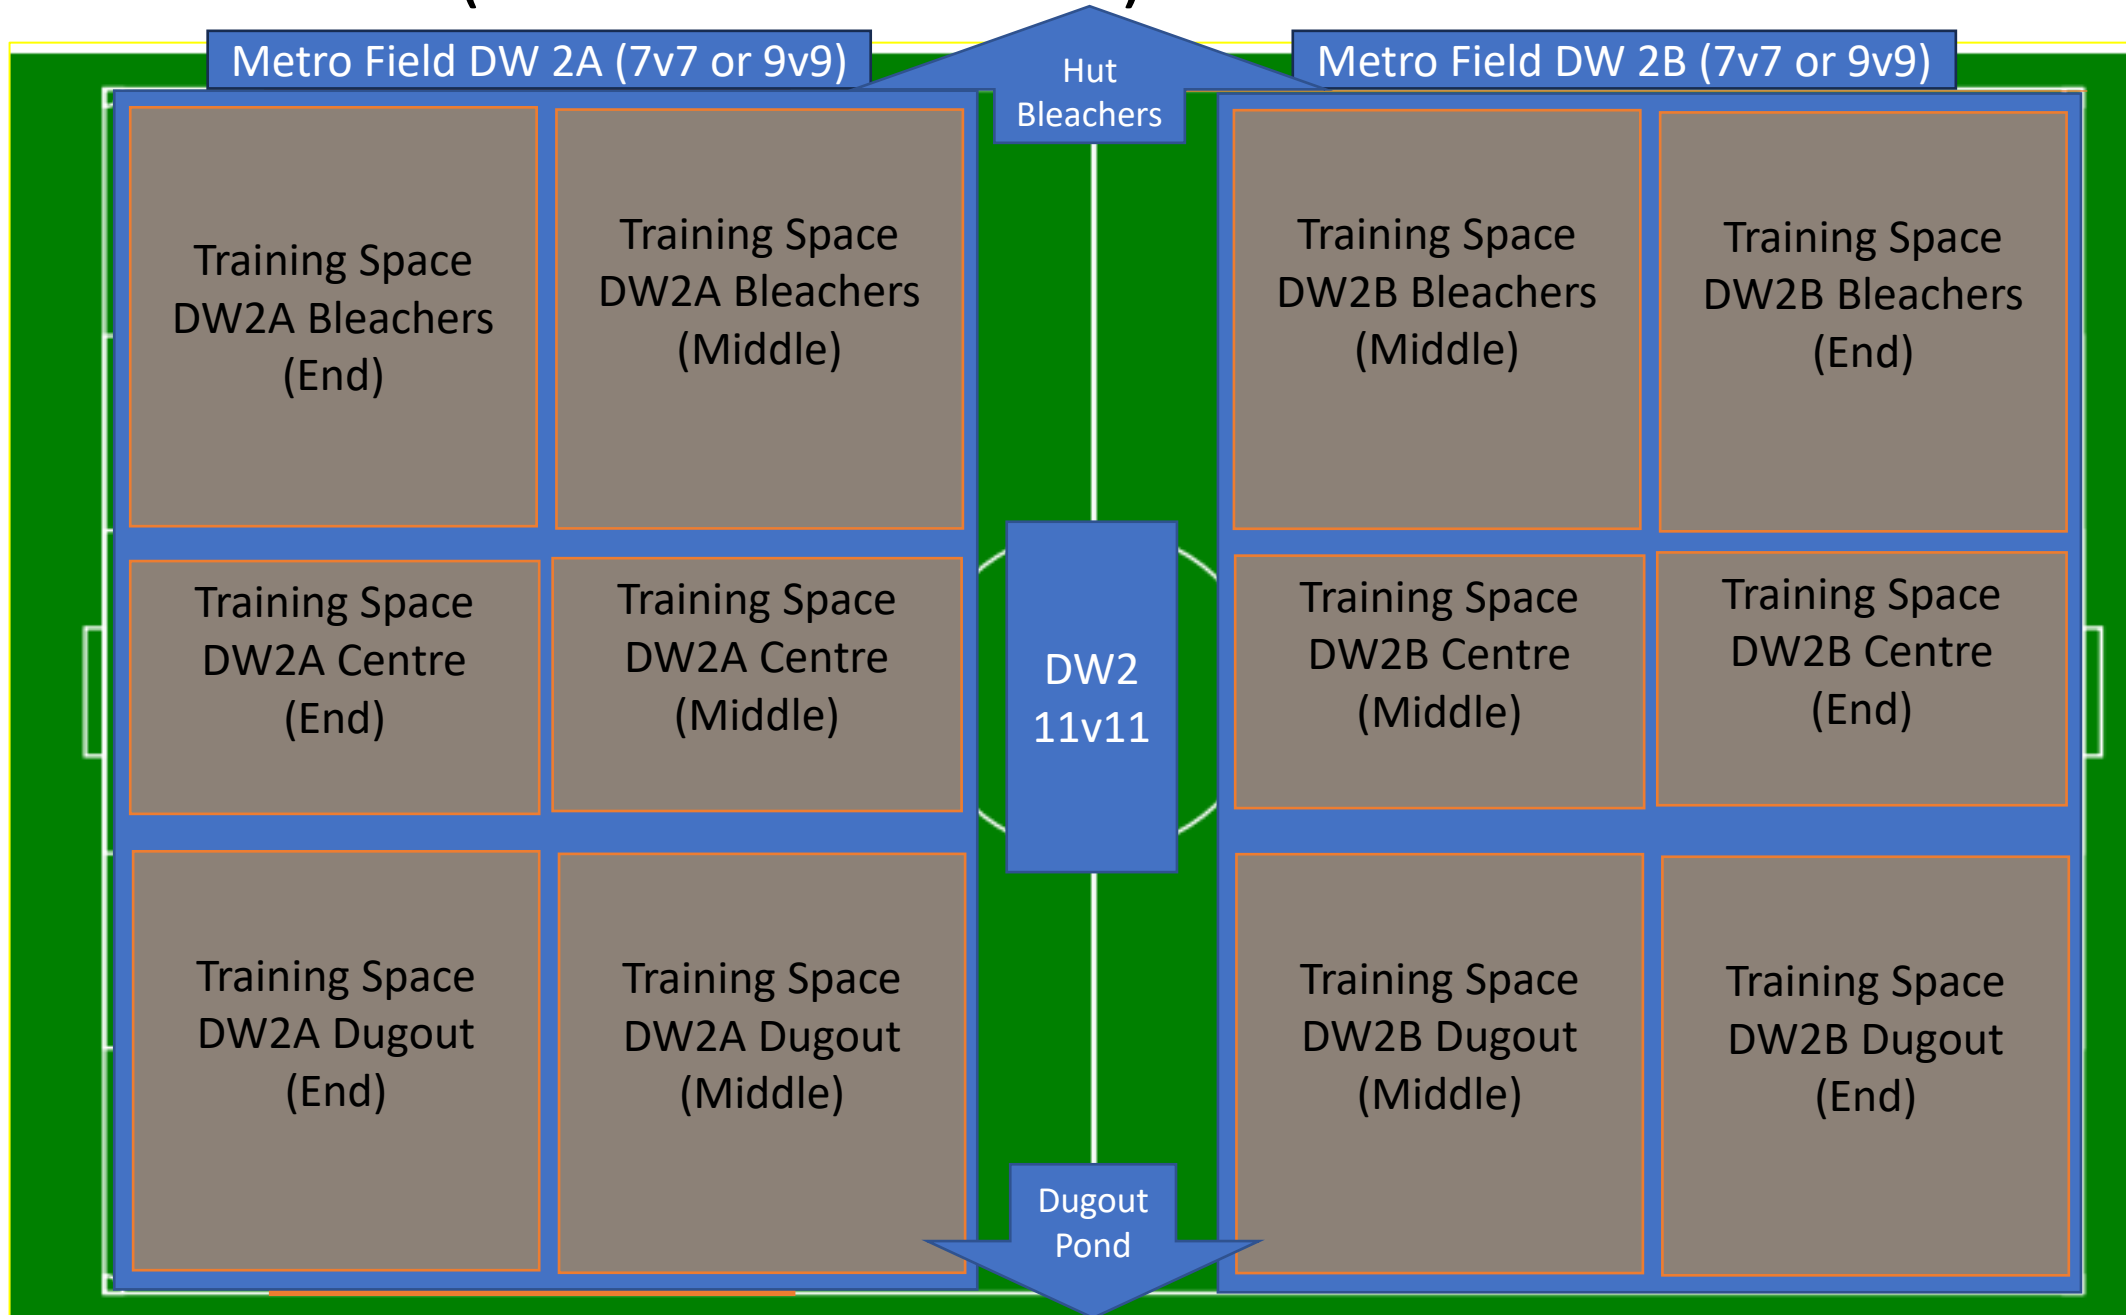 Metro Field DW 2A (7v7 or 9v9)
Hut
Bleachers
Metro Field DW 2B (7v7 or 9v9)
Training Space
DW2A Bleachers
(End)
Training Space
DW2A Bleachers
(Middle)
Training Space
DW2B Bleachers
(Middle)
Training Space
DW2B Bleachers
(End)
Training Space
DW2A Centre
(End)
Training Space
DW2A Centre
(Middle)
DW2
11v11
Training Space
DW2B Centre
(Middle)
Training Space
DW2B Centre
(End)
Training Space
DW2A Dugout
(End)
Training Space
DW2A Dugout
(Middle)
Training Space
DW2B Dugout
(Middle)
Training Space
DW2B Dugout
(End)
Dugout
Pond